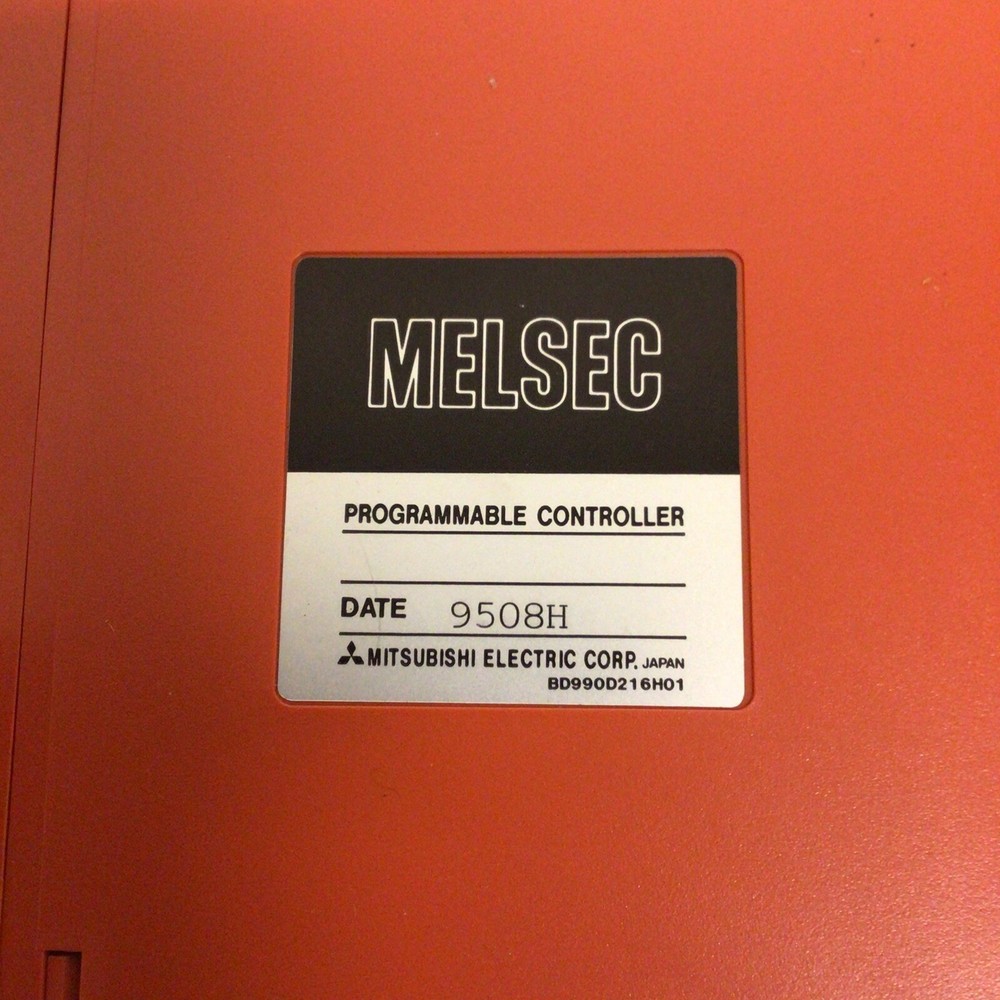 MELSEC
PROGRAMMABLE CONTROLLER
DATE 9508H
MITSUBISHI ELECTRIC CORP. JAPAN
BD990D216H01